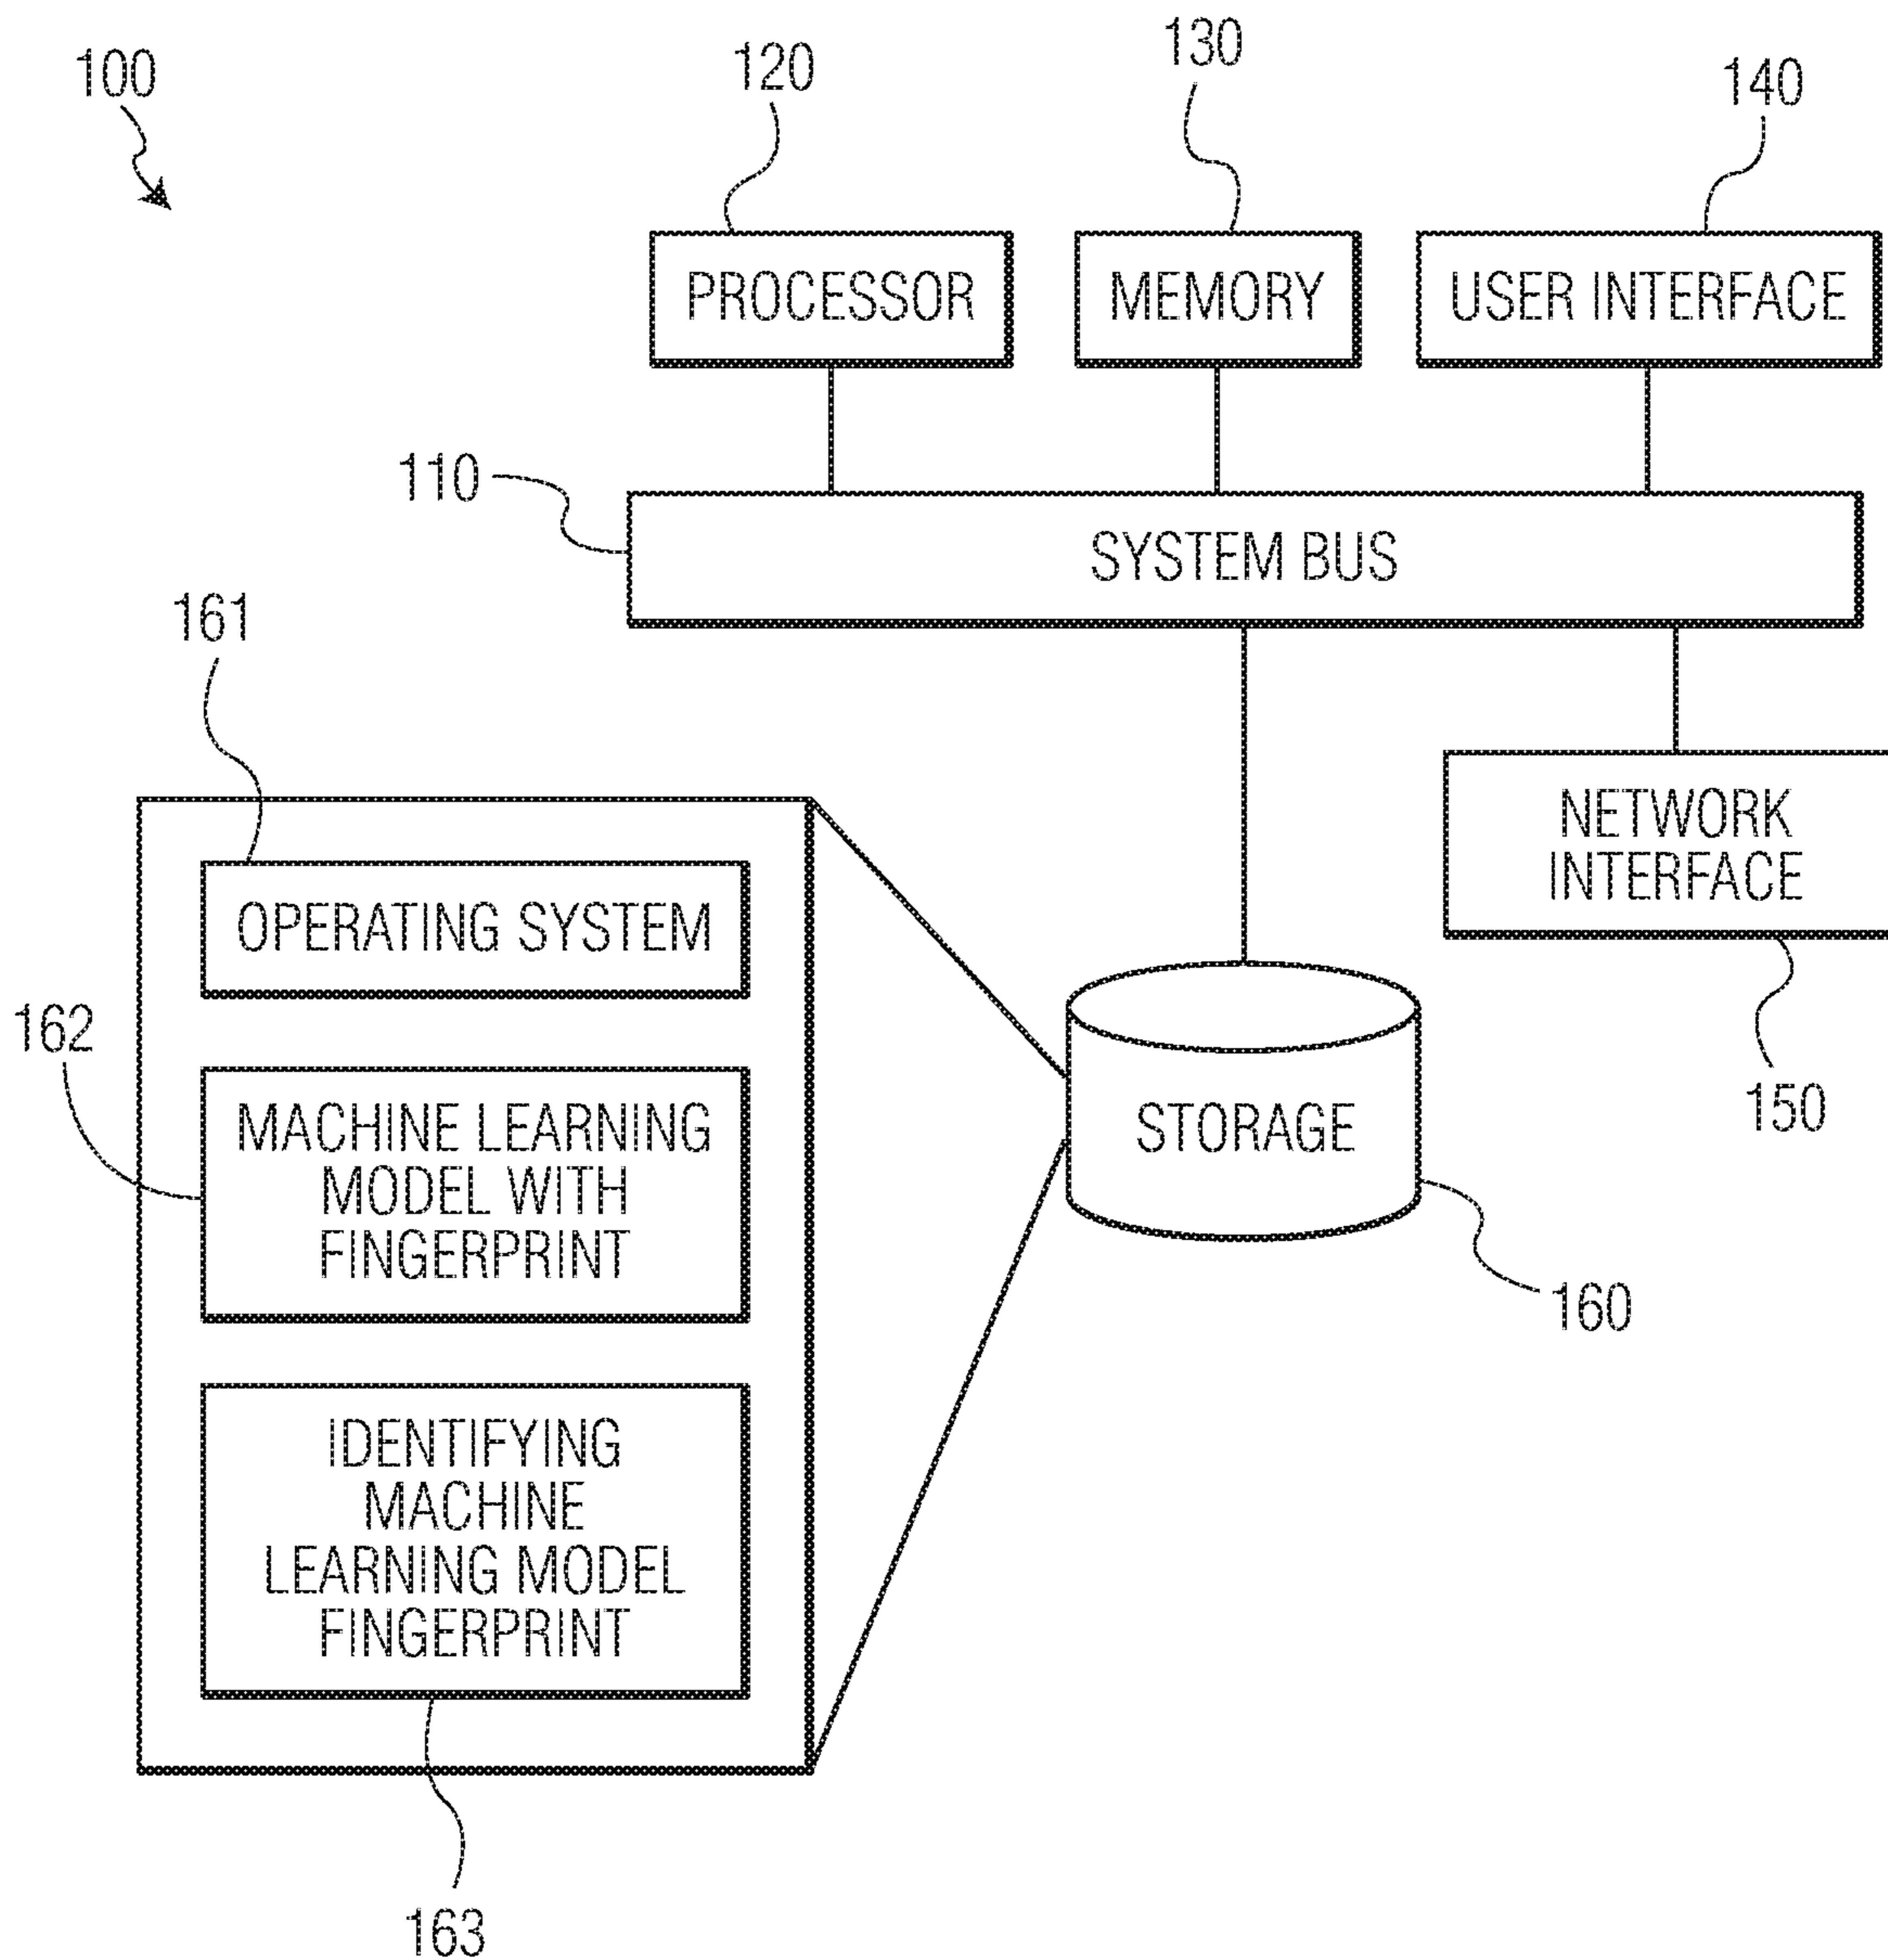 100
120
130
140
PROCESSOR
MEMORY
USER INTERFACE
110
SYSTEM BUS
161
NETWORK
INTERFACE
OPERATING SYSTEM
162
MACHINE LEARNING
MODEL WITH
FINGERPRINT
STORAGE
150
160
IDENTIFYING
MACHINE
LEARNING MODEL
FINGERPRINT
163